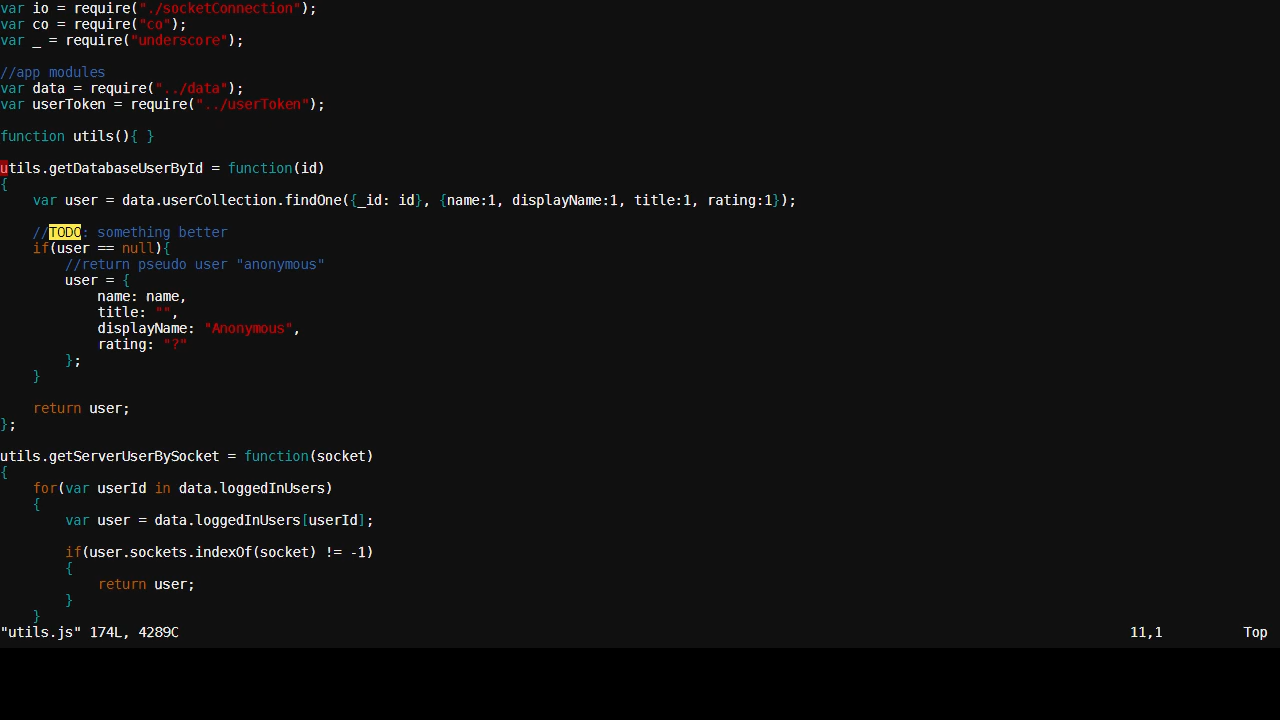 var io = require("./socketConnection");
var co = require("co");
var _ = require("underscore");

//app modules
var data = require("../data");
var userToken = require("../userToken");

function utils(){ }

utils.getDatabaseUserById = function(id)
{
    var user = data.userCollection.findOne({_id: id}, {name:1, displayName:1, title:1, rating:1});

    //TODO: something better
    if(user == null){
        //return pseudo user "anonymous"
        user = {
            name: name,
            title: "",
            displayName: "Anonymous",
            rating: "?"
        };
    }

    return user;
};

utils.getServerUserBySocket = function(socket)
{
    for(var userId in data.loggedInUsers)
    {
        var user = data.loggedInUsers[userId];

        if(user.sockets.indexOf(socket) != -1)
        {
            return user;
        }
    }
"utils.js" 174L, 4289C 11,1 Top